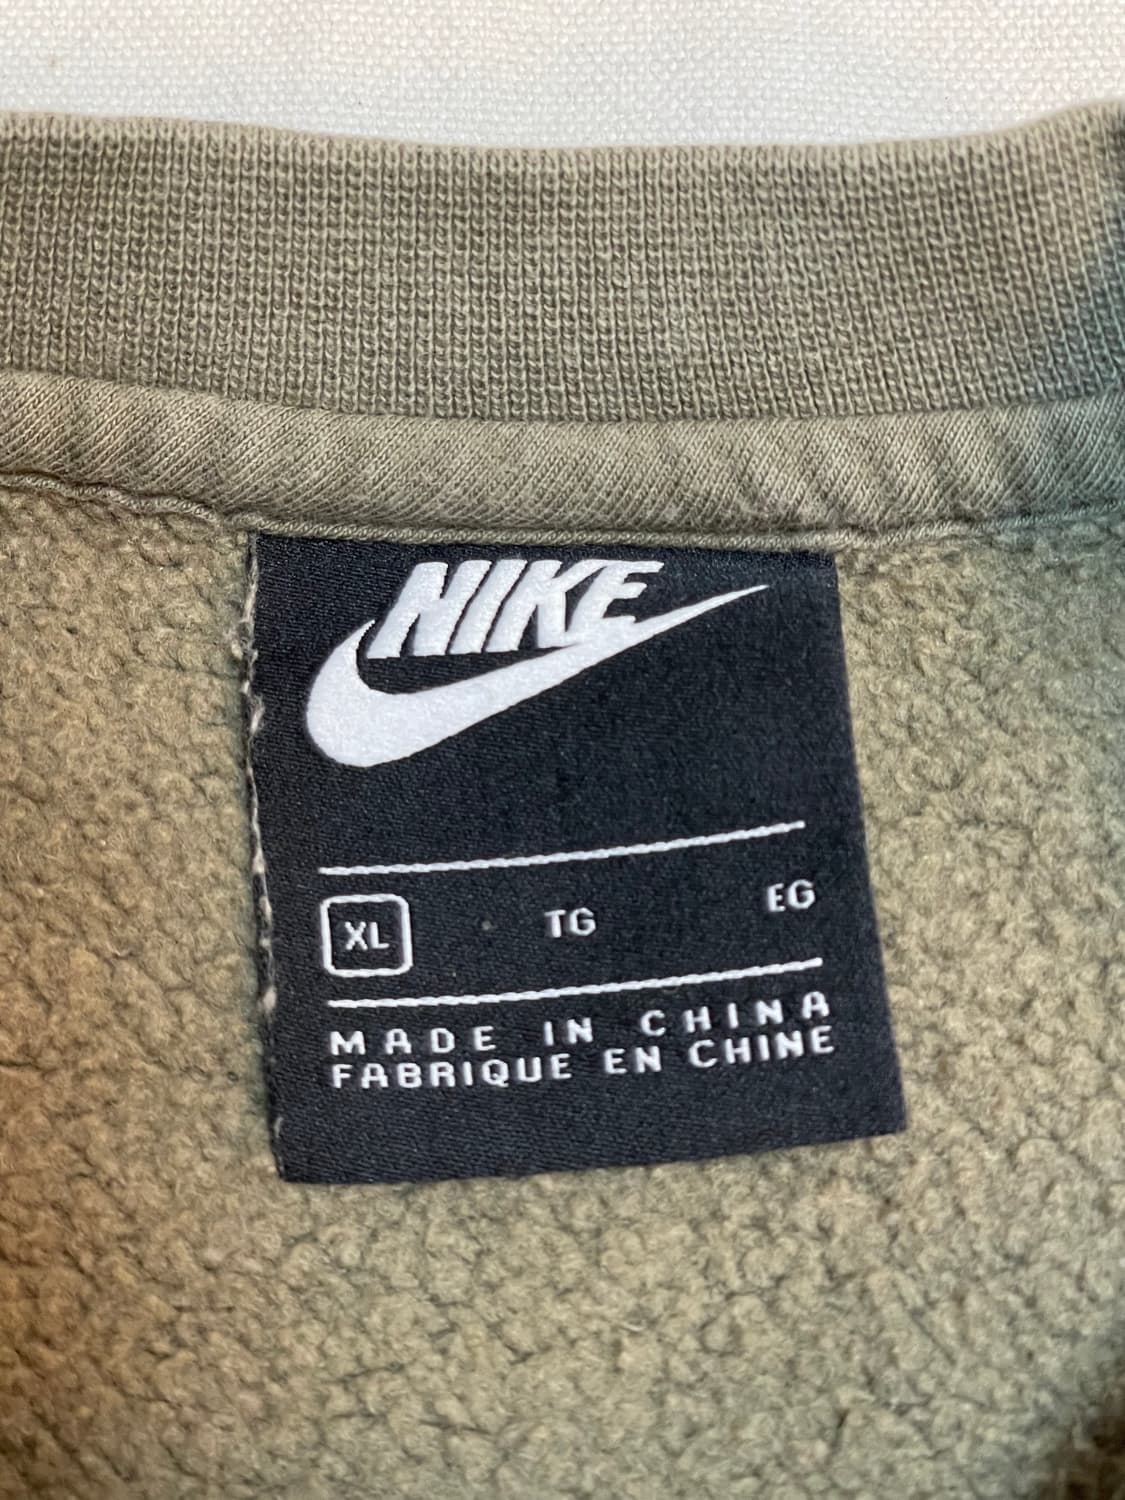 NIKE
XL TG EG
MADE IN CHINA
FABRIQUE EN CHINE